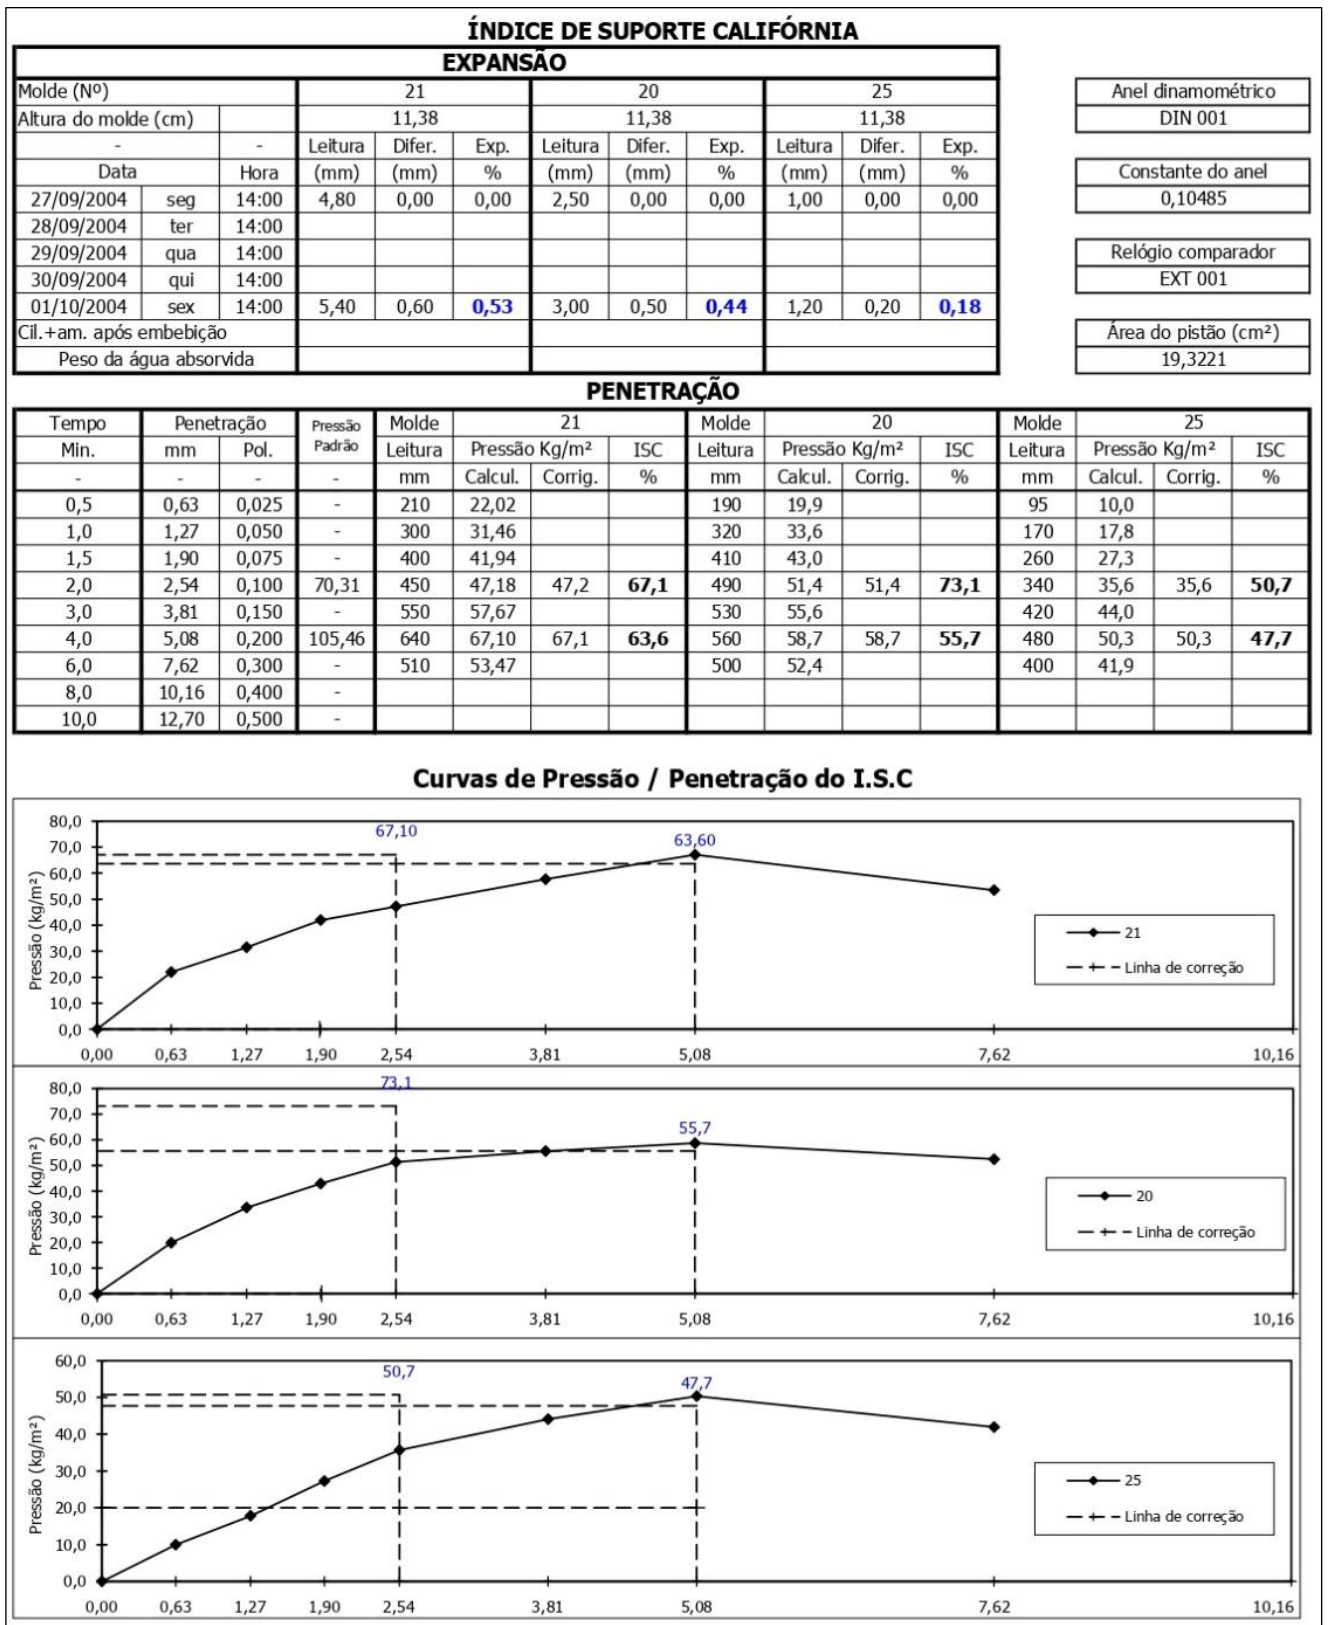 ÍNDICE DE SUPORTE CALIFÓRNIA
EXPANSÃO
Molde (Nº) 21 20 25
Altura do molde (cm) 11,38 11,38 11,38
- - Leitura Difer. Exp. Leitura Difer. Exp. Leitura Difer. Exp.
Data Hora (mm) (mm) % (mm) (mm) % (mm) (mm) %
27/09/2004 seg 14:00 4,80 0,00 0,00 2,50 0,00 0,00 1,00 0,00 0,00
28/09/2004 ter 14:00
29/09/2004 qua 14:00
30/09/2004 qui 14:00
01/10/2004 sex 14:00 5,40 0,60 0,53 3,00 0,50 0,44 1,20 0,20 0,18
Cil.+am. após embebição
Peso da água absorvida
Anel dinamométrico
DIN 001
Constante do anel
0,10485
Relógio comparador
EXT 001
Área do pistão (cm²)
19,3221
PENETRAÇÃO
Tempo Penetração Pressão Molde 21 Molde 20 Molde 25
Min. mm Pol. Padrão Leitura Pressão Kg/m² ISC Leitura Pressão Kg/m² ISC Leitura Pressão Kg/m² ISC
- - - - mm Calcul. Corrig. % mm Calcul. Corrig. % mm Calcul. Corrig. %
0,5 0,63 0,025 - 210 22,02 190 19,9 95 10,0
1,0 1,27 0,050 - 300 31,46 320 33,6 170 17,8
1,5 1,90 0,075 - 400 41,94 410 43,0 260 27,3
2,0 2,54 0,100 70,31 450 47,18 47,2 67,1 490 51,4 51,4 73,1 340 35,6 35,6 50,7
3,0 3,81 0,150 - 550 57,67 530 55,6 420 44,0
4,0 5,08 0,200 105,46 640 67,10 67,1 63,6 560 58,7 58,7 55,7 480 50,3 50,3 47,7
6,0 7,62 0,300 - 510 53,47 500 52,4 400 41,9
8,0 10,16 0,400 -
10,0 12,70 0,500 -
Curvas de Pressão / Penetração do I.S.C
Pressão (kg/m²)
80,0
70,0
60,0
50,0
40,0
30,0
20,0
10,0
0,0
67,10
63,60
21
Linha de correção
0,00 0,63 1,27 1,90 2,54 3,81 5,08 7,62 10,16
Pressão (kg/m²)
80,0
70,0
60,0
50,0
40,0
30,0
20,0
10,0
0,0
73,1
55,7
20
Linha de correção
0,00 0,63 1,27 1,90 2,54 3,81 5,08 7,62 10,16
Pressão (kg/m²)
60,0
50,0
40,0
30,0
20,0
10,0
0,0
50,7
47,7
25
Linha de correção
0,00 0,63 1,27 1,90 2,54 3,81 5,08 7,62 10,16